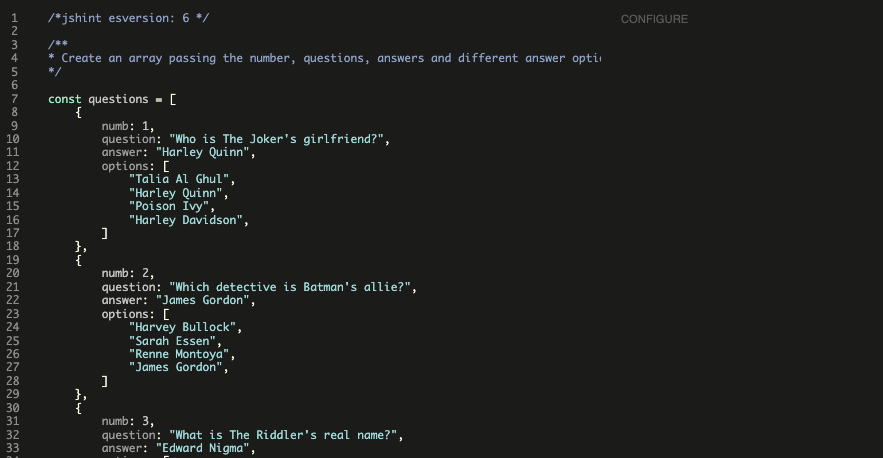 1 /*jshint esversion: 6 */
CONFIGURE
2
3 /**
4 * Create an array passing the number, questions, answers and different answer
5 */
6
7 const questions = [
8 {
9 numb: 1,
10 question: "Who is The Joker's girlfriend?",
11 answer: "Harley Quinn",
12 options: [
13 "Talia Al Ghul",
14 "Harley Quinn",
15 "Poison Ivy",
16 "Harley Davidson",
17 ]
18 },
19 {
20 numb: 2,
21 question: "Which detective is Batman's allie?",
22 answer: "James Gordon",
23 options: [
24 "Harvey Bullock",
25 "Sarah Essen",
26 "Renne Montoya",
27 "James Gordon",
28 ]
29 },
30 {
31 numb: 3,
32 question: "What is The Riddler's real name?",
33 answer: "Edward Nigma",